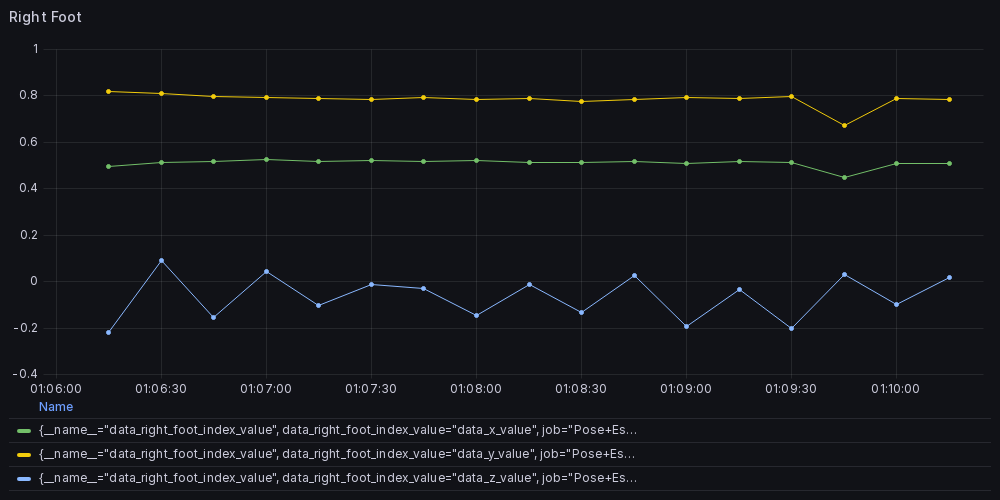 Right Foot
1
0.8
0.6
0.4
0.2
0
-0.2
-0.4
01:06:00 01:06:30 01:07:00 01:07:30 01:08:00 01:08:30 01:09:00 01:09:30 01:10:00
Name
{__name__="data_right_foot_index_value", data_right_foot_index_value="data_x_value", job="Pose+Es...
{__name__="data_right_foot_index_value", data_right_foot_index_value="data_y_value", job="Pose+Es...
{__name__="data_right_foot_index_value", data_right_foot_index_value="data_z_value", job="Pose+Es...